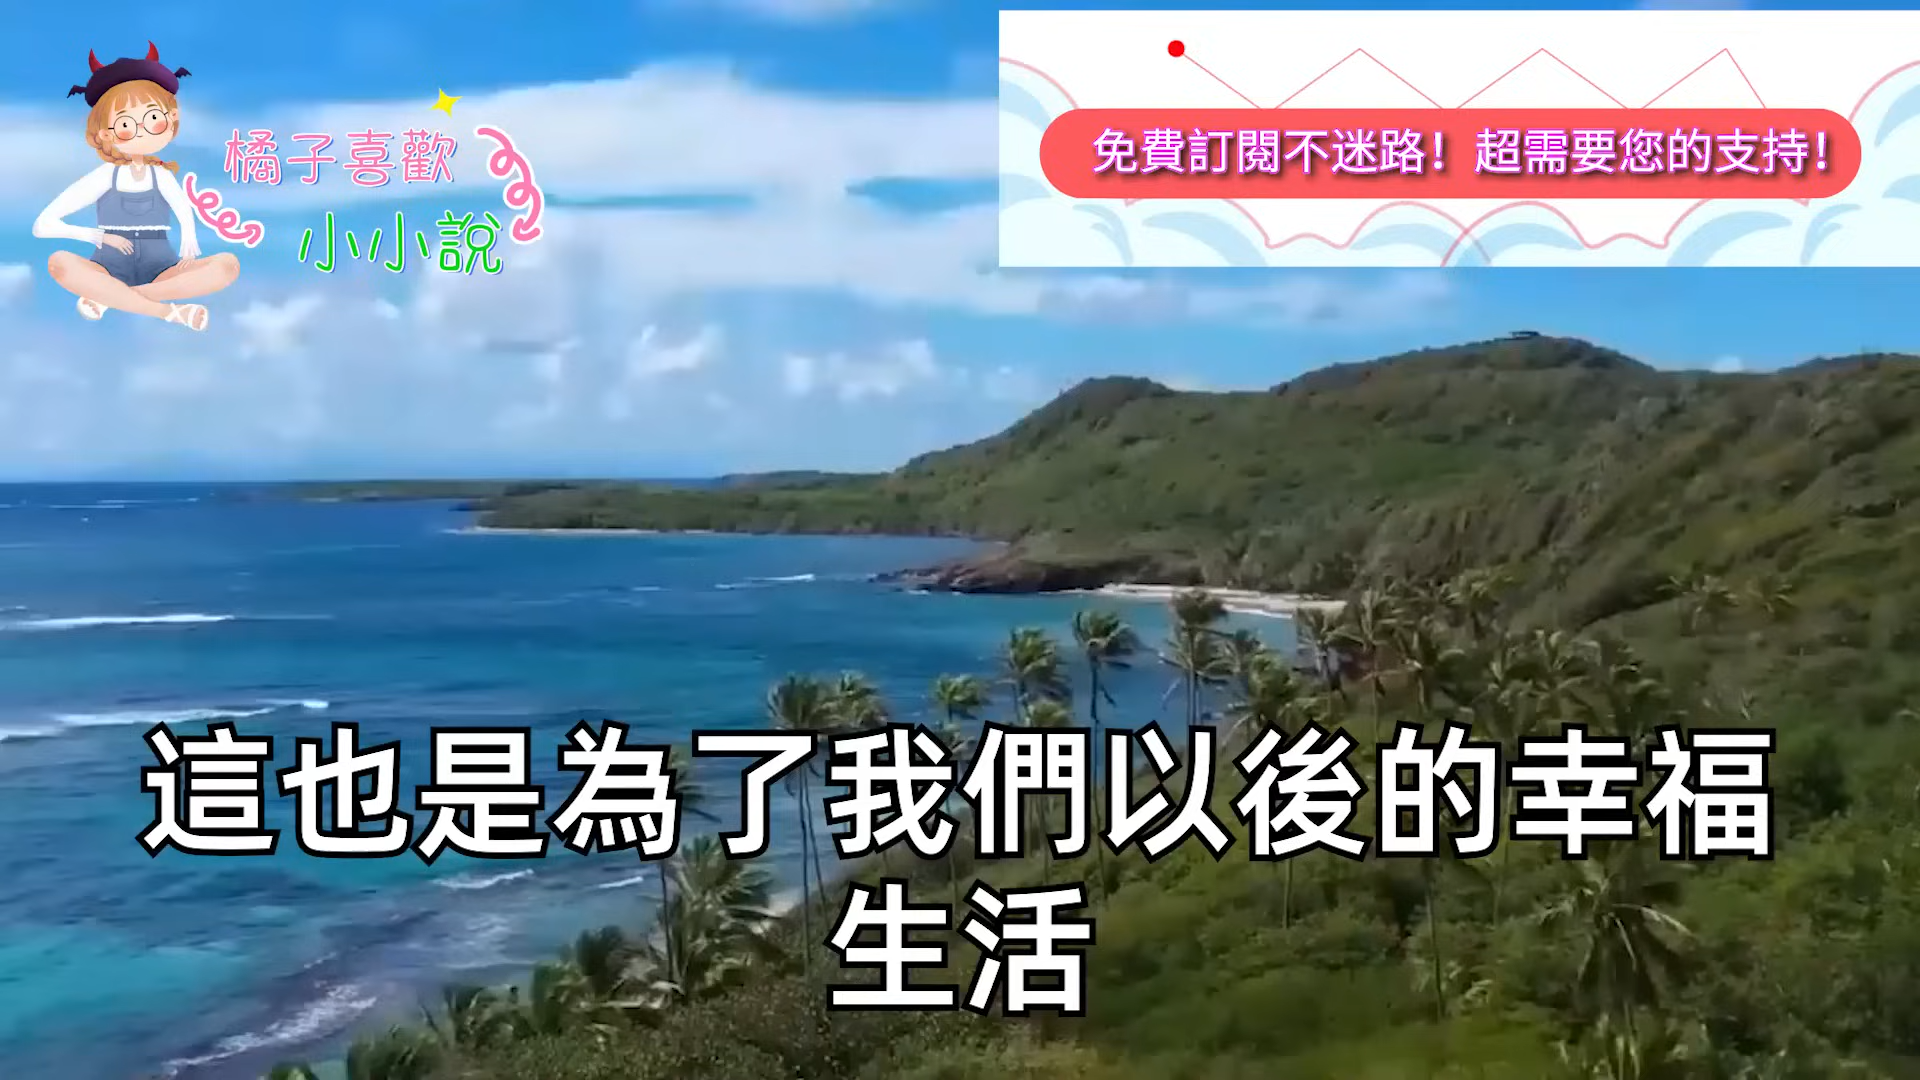 橘子喜歡
小小說
免費訂閱不迷路！超需要您的支持！
這也是為了我們以後的幸福
生活